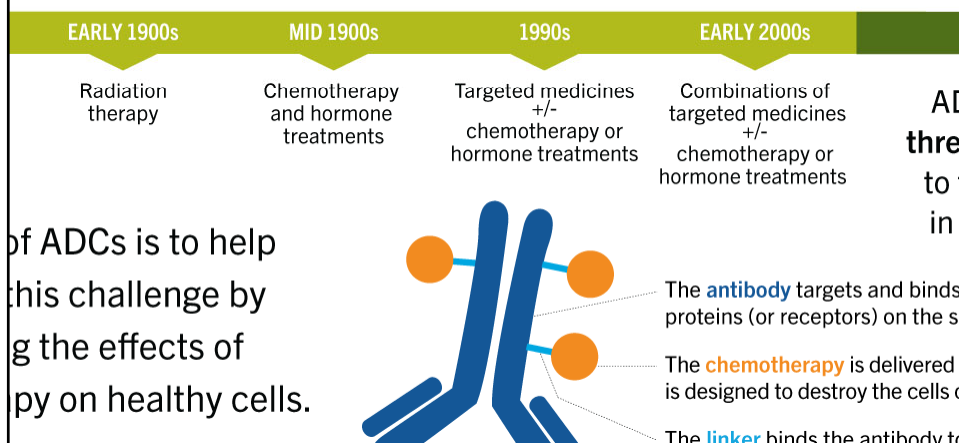 EARLY 1900s
MID 1900s
1990s
EARLY 2000s
Radiation
therapy
Chemotherapy
and hormone
treatments
Targeted medicines
+/-
chemotherapy or
hormone treatments
Combinations of
targeted medicines
+/-
chemotherapy or
hormone treatments
to
in
of ADCs is to help
this challenge by
the effects of
on healthy cells.
The antibody targets and binds
proteins (or receptors) on the
The chemotherapy is delivered
is designed to destroy the cells
The linker binds the antibody to